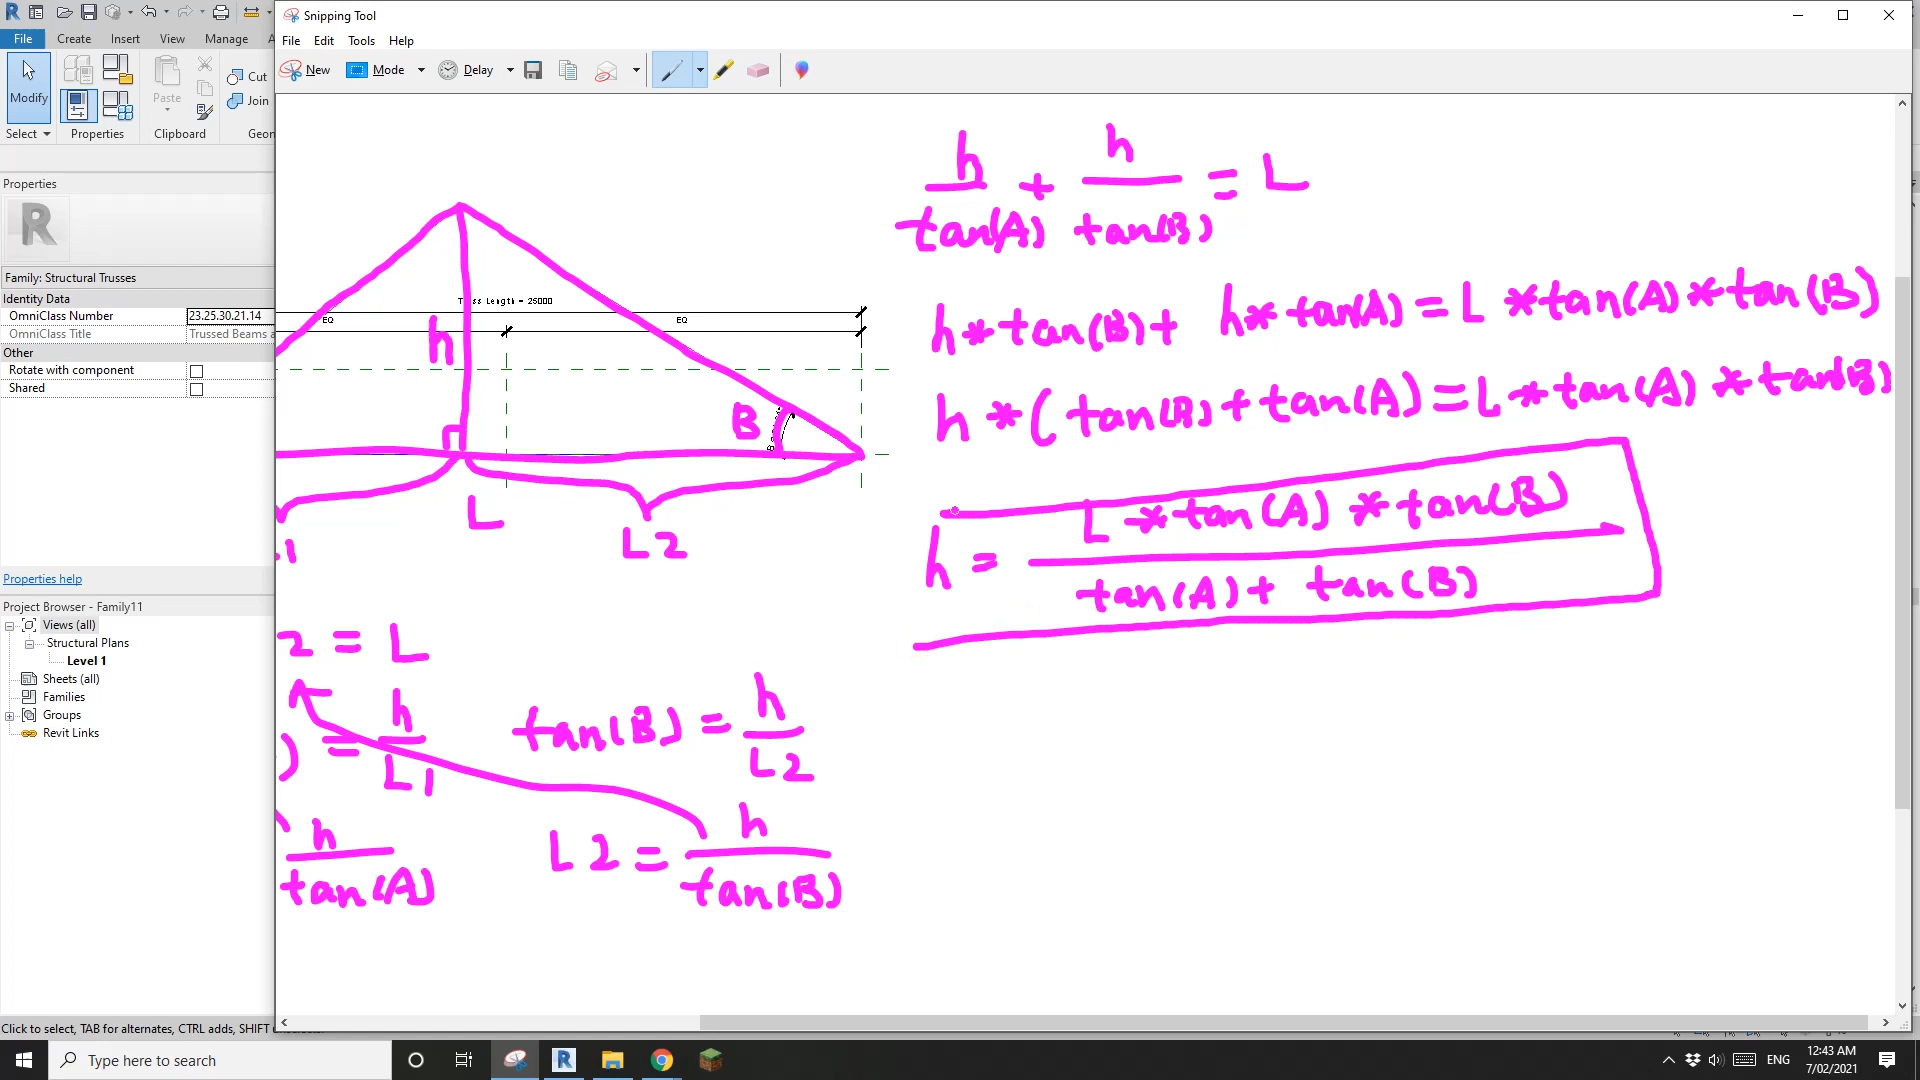 Snipping Tool
File Edit Tools Help
New Mode Delay
File Create Insert View Manage A
Modify
Paste
Cut
Join
Select Properties Clipboard Geon
Properties
R
Family: Structural Trusses
Identity Data
OmniClass Number 23.25.30.21.14
OmniClass Title Trussed Beams a
Other
Rotate with component
Shared
Properties help
Project Browser - Family11
Views (all)
Structural Plans
Level 1
Sheets (all)
Families
Groups
Revit Links
Click to select, TAB for alternates, CTRL adds, SHIFT
Length = 25000
EQ EQ
h
B
L
L2
1
2 = L
) = h/L1
h/tan(A)
tan(B) = h/L2
L2 = h/tan(B)
h/tan(A) + h/tan(B) = L
h*tan(B) + h*tan(A) = L*tan(A)*tan(B)
h*(tan(B)+tan(A)) = L*tan(A)*tan(B)
h = L*tan(A)*tan(B)/tan(A)+tan(B)
Type here to search
ENG
12:43 AM
7/02/2021